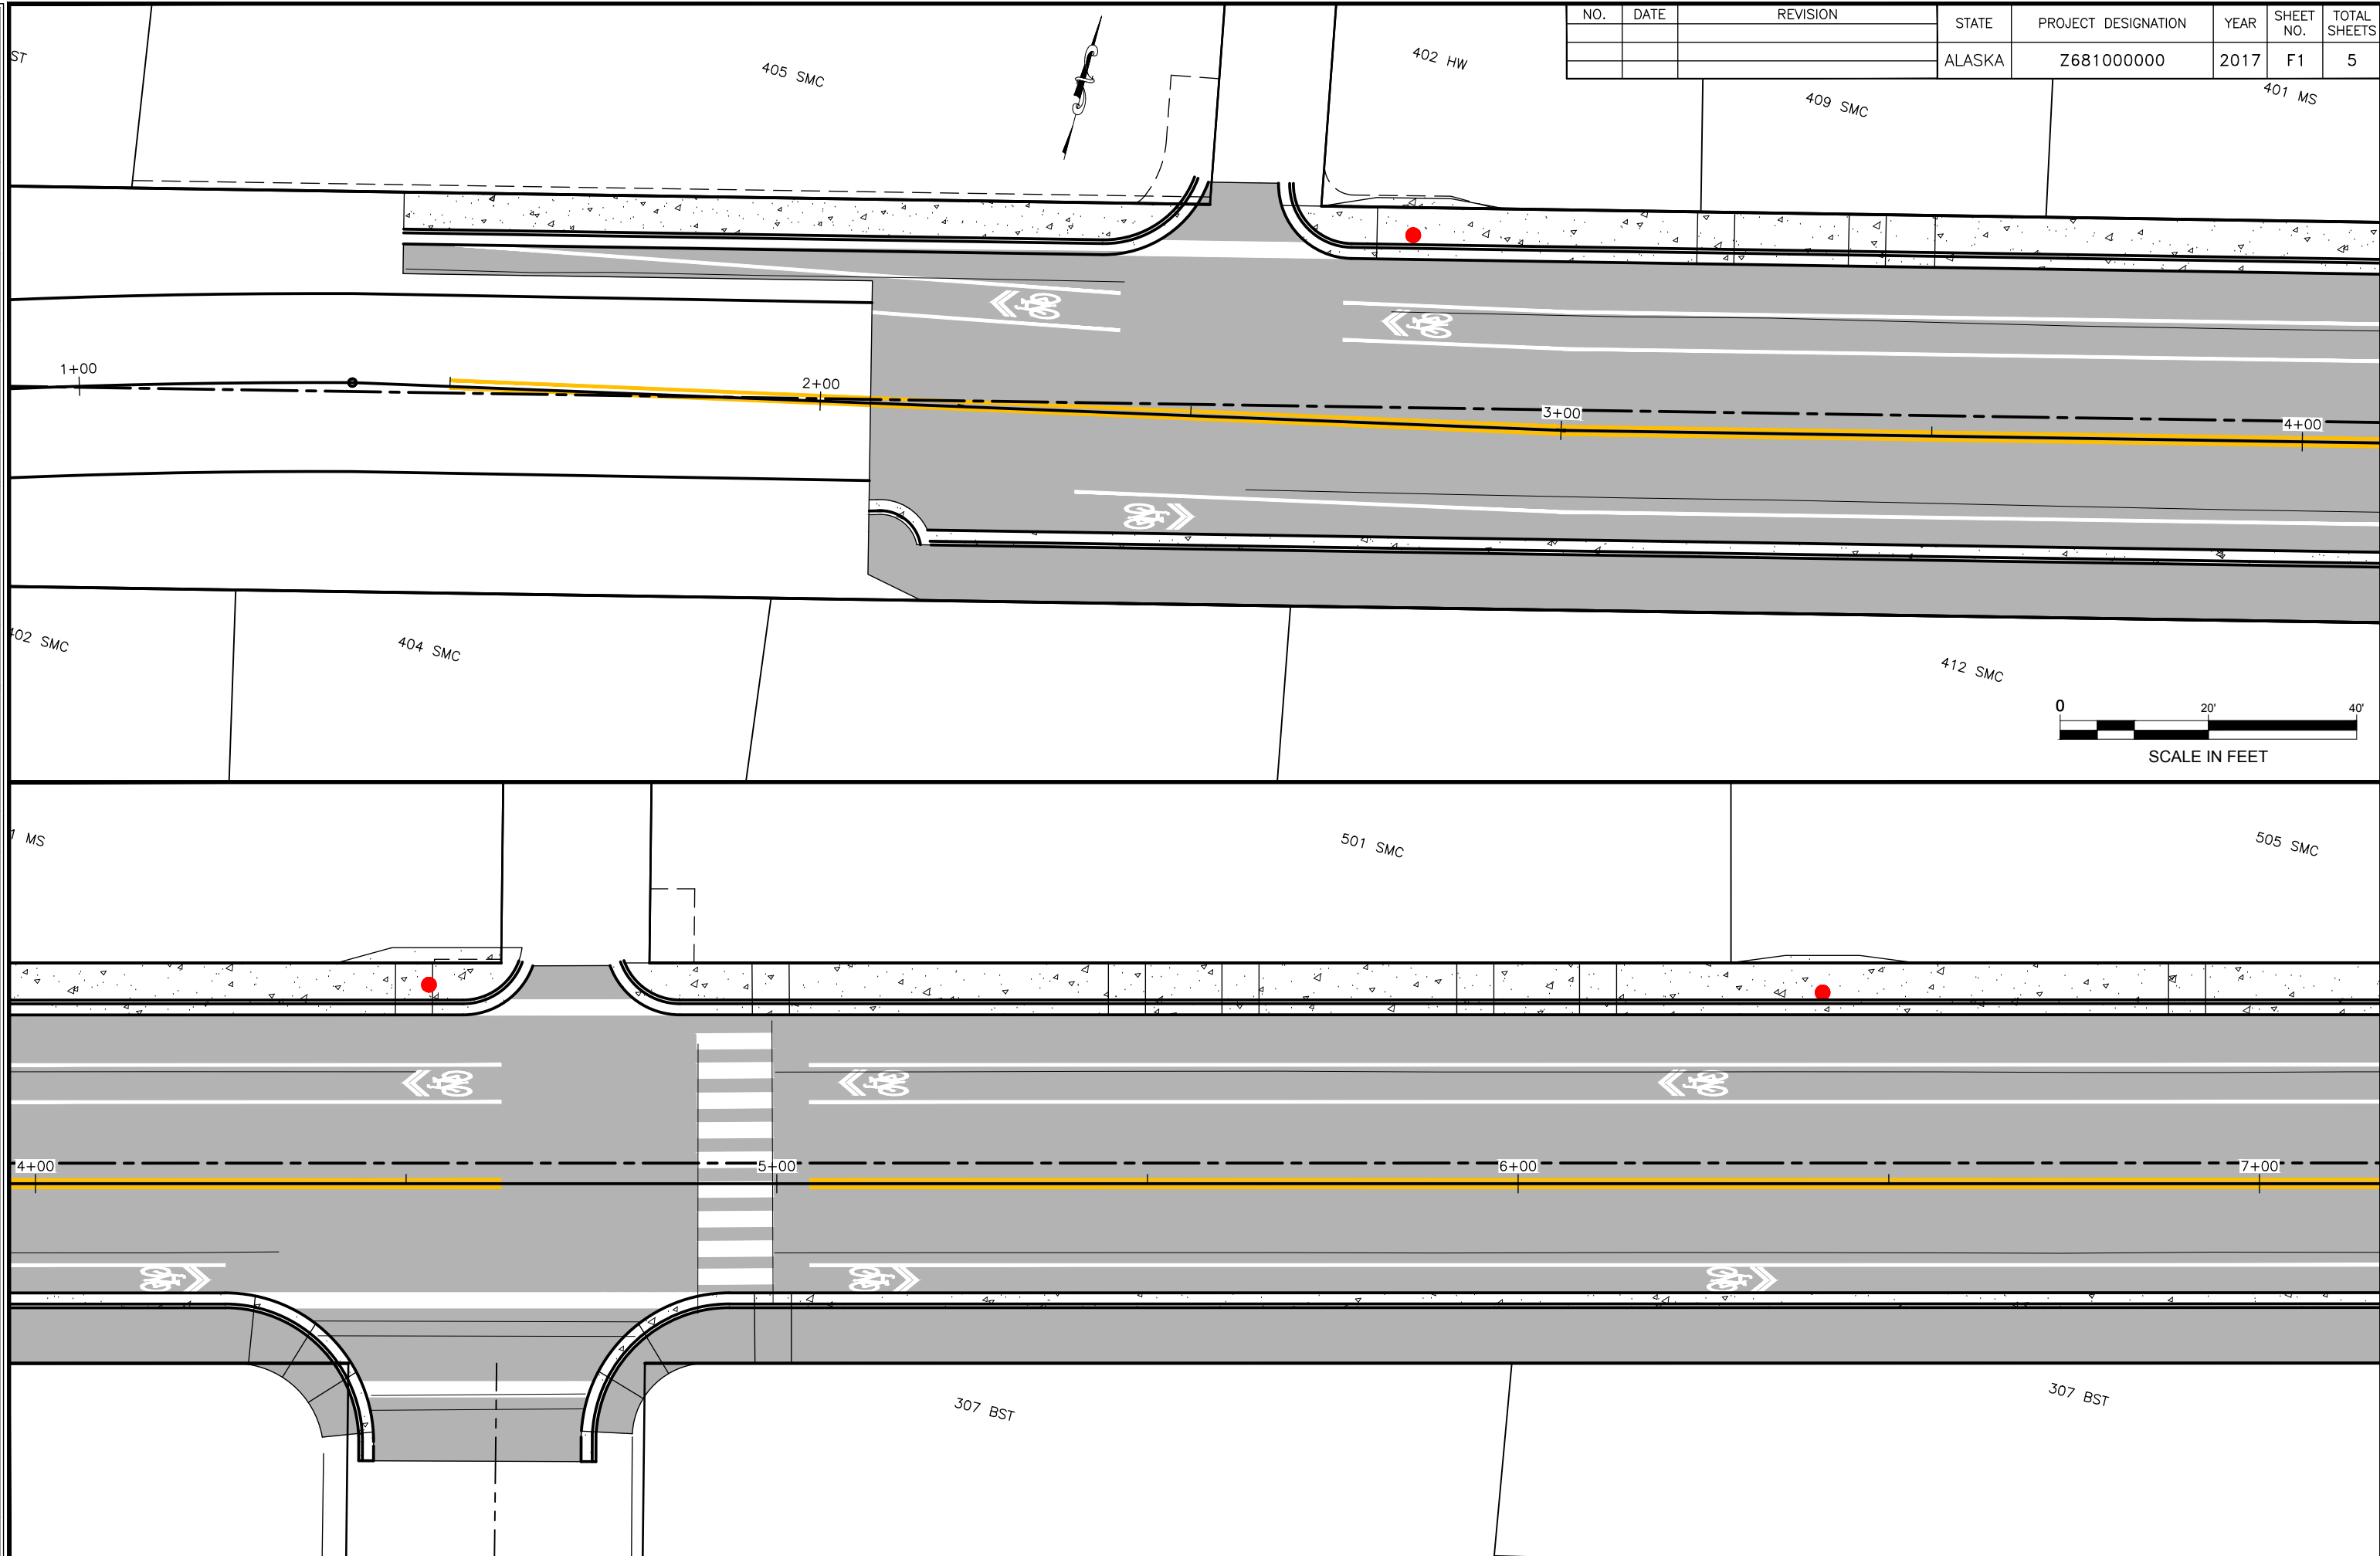 NO. DATE REVISION
STATE PROJECT DESIGNATION YEAR SHEET NO. TOTAL SHEETS
ALASKA Z681000000 2017 F1 5
ST
405 SMC
402 HW
409 SMC
401 MS
1+00
2+00
3+00
4+00
402 SMC
404 SMC
412 SMC
0 20' 40'
SCALE IN FEET
1 MS
501 SMC
505 SMC
4+00
5+00
6+00
7+00
307 BST
307 BST